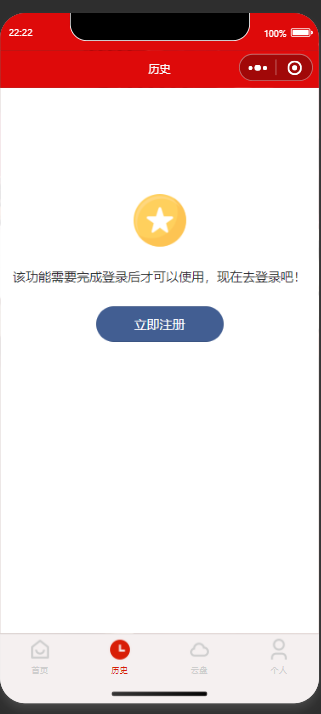 22:22
100%
历史
该功能需要完成登录后才可以使用，现在去登录吧！
立即注册
首页
历史
云盘
个人